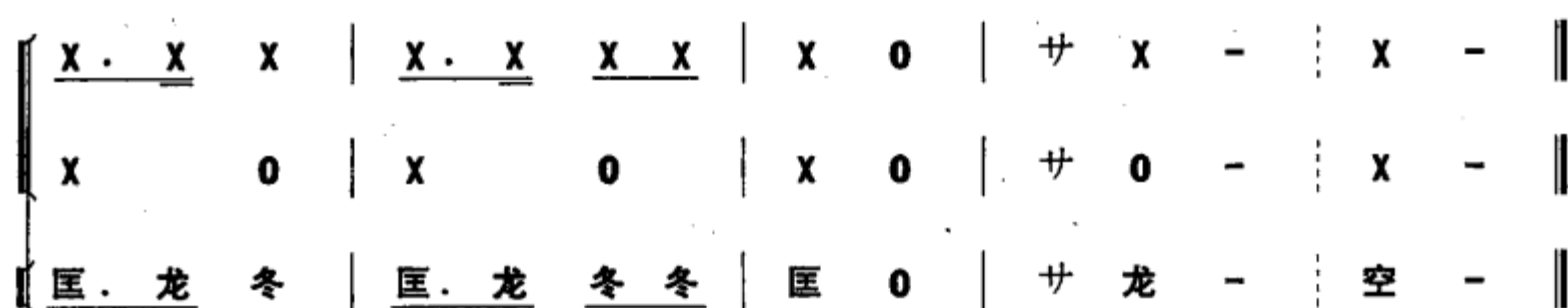 X . X X | X . X X X | X 0 | サ X - ┊ X - ‖
X 0 | X 0 | X 0 | サ 0 - ┊ X - ‖
匡 . 龙 冬 | 匡 . 龙 冬 冬 | 匡 0 | サ 龙 - ┊ 空 - ‖